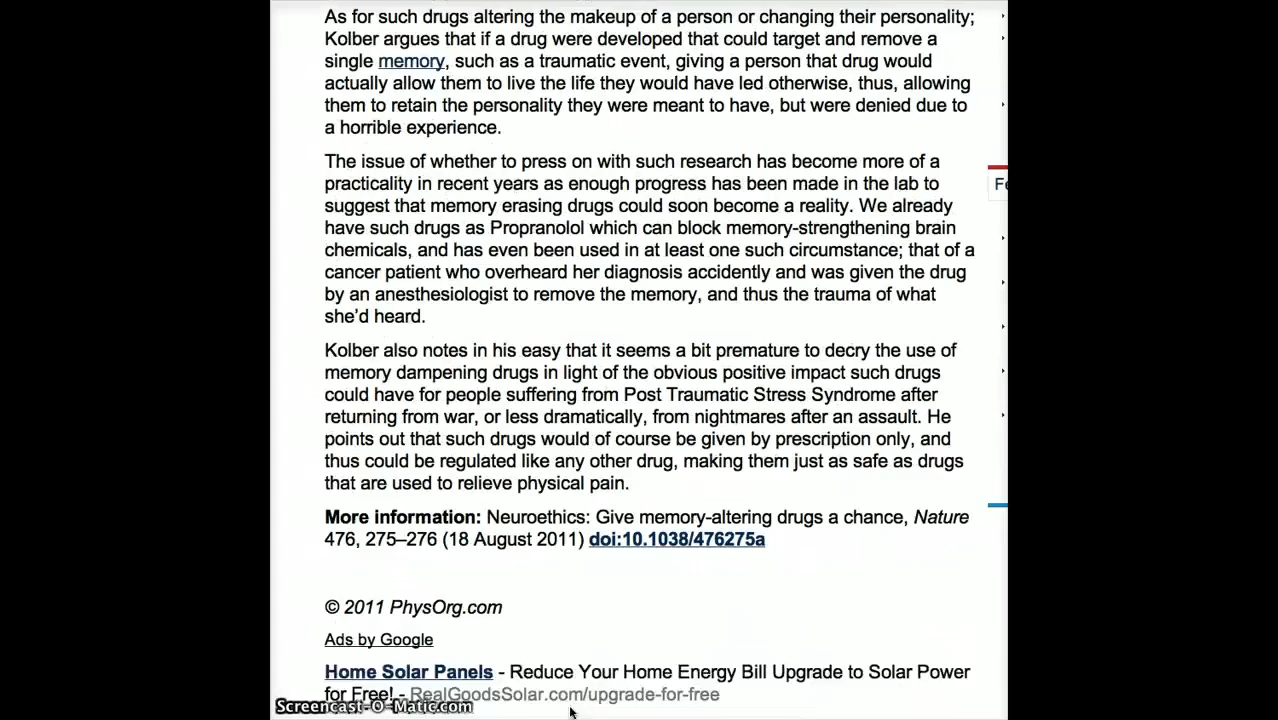 As for such drugs altering the makeup of a person or changing their personality;
Kolber argues that if a drug were developed that could target and remove a
single memory, such as a traumatic event, giving a person that drug would
actually allow them to live the life they would have led otherwise, thus, allowing
them to retain the personality they were meant to have, but were denied due to
a horrible experience.
The issue of whether to press on with such research has become more of a
practicality in recent years as enough progress has been made in the lab to
suggest that memory erasing drugs could soon become a reality. We already
have such drugs as Propranolol which can block memory-strengthening brain
chemicals, and has even been used in at least one such circumstance; that of a
cancer patient who overheard her diagnosis accidently and was given the drug
by an anesthesiologist to remove the memory, and thus the trauma of what
she'd heard.
Kolber also notes in his easy that it seems a bit premature to decry the use of
memory dampening drugs in light of the obvious positive impact such drugs
could have for people suffering from Post Traumatic Stress Syndrome after
returning from war, or less dramatically, from nightmares after an assault. He
points out that such drugs would of course be given by prescription only, and
thus could be regulated like any other drug, making them just as safe as drugs
that are used to relieve physical pain.
More information: Neuroethics: Give memory-altering drugs a chance, Nature
476, 275–276 (18 August 2011) doi:10.1038/476275a
© 2011 PhysOrg.com
Ads by Google
Home Solar Panels - Reduce Your Home Energy Bill Upgrade to Solar Power
for Free! - RealGoodsSolar.com/upgrade-for-free
Screencast-O-Matic.com